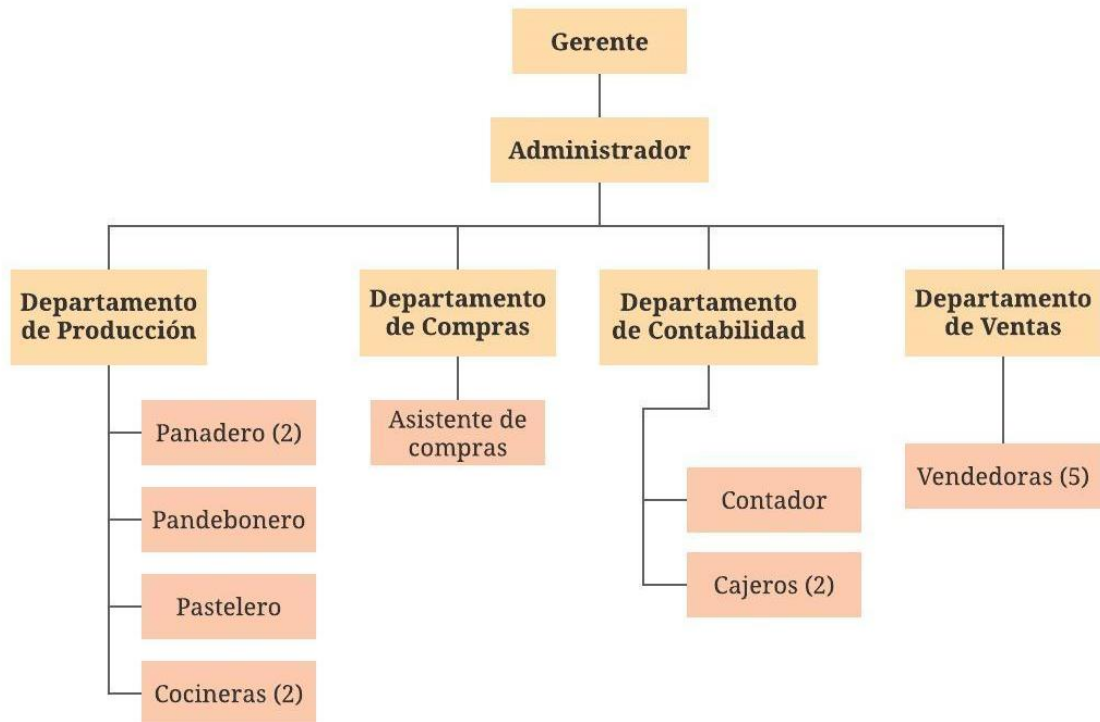 Gerente
Administrador
Departamento
de Producción
Departamento
de Compras
Departamento
de Contabilidad
Departamento
de Ventas
Panadero (2)
Pandebonero
Pastelero
Cocineras (2)
Asistente de
compras
Contador
Cajeros (2)
Vendedoras (5)